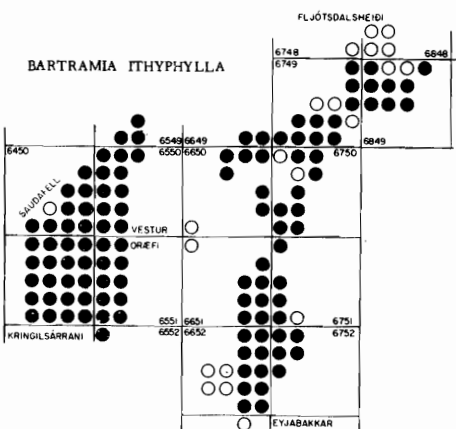 FLJÓTSDALSHEIÐI
6748 6848
6749
BARTRAMIA ITHYPHYLLA
6549 6649
6450 6550 6650 6750 6849
SAUÐAFELL
VESTUR
ÖRÆFI
6551 6651 6751
KRINGILSÁRRANI 6552 6652 6752
EYJABAKKAR